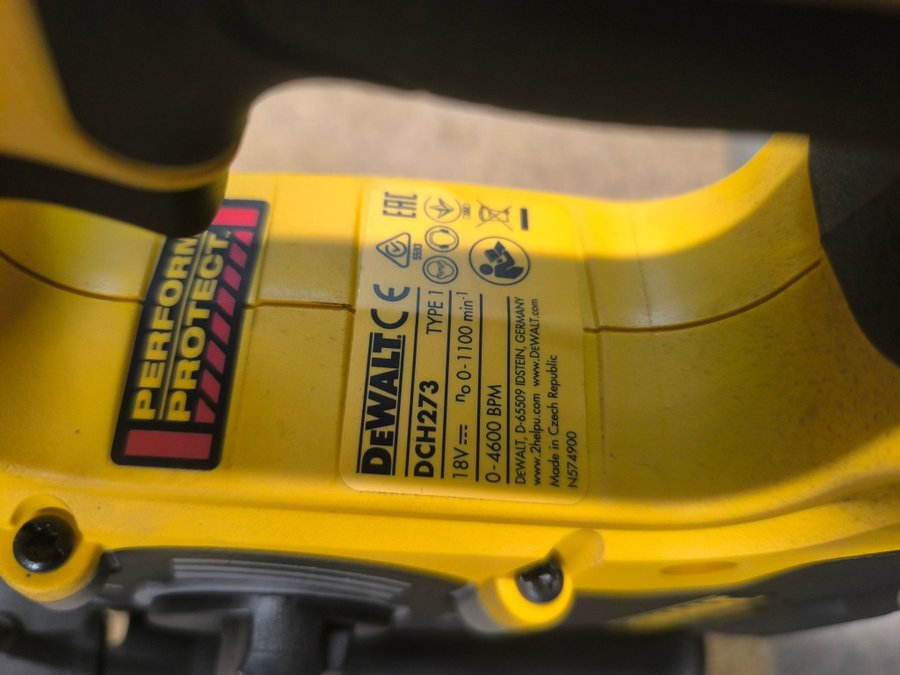 PERFORM
PROTECT™
DEWALT CE EAC
DCH273 TYPE 1
18V n₀ 0-1100 min⁻¹
0-4600 BPM
DEWALT, D-65509 IDSTEIN, GERMANY
www.2helpu.com www.DeWALT.com
Made in Czech Republic
N574900